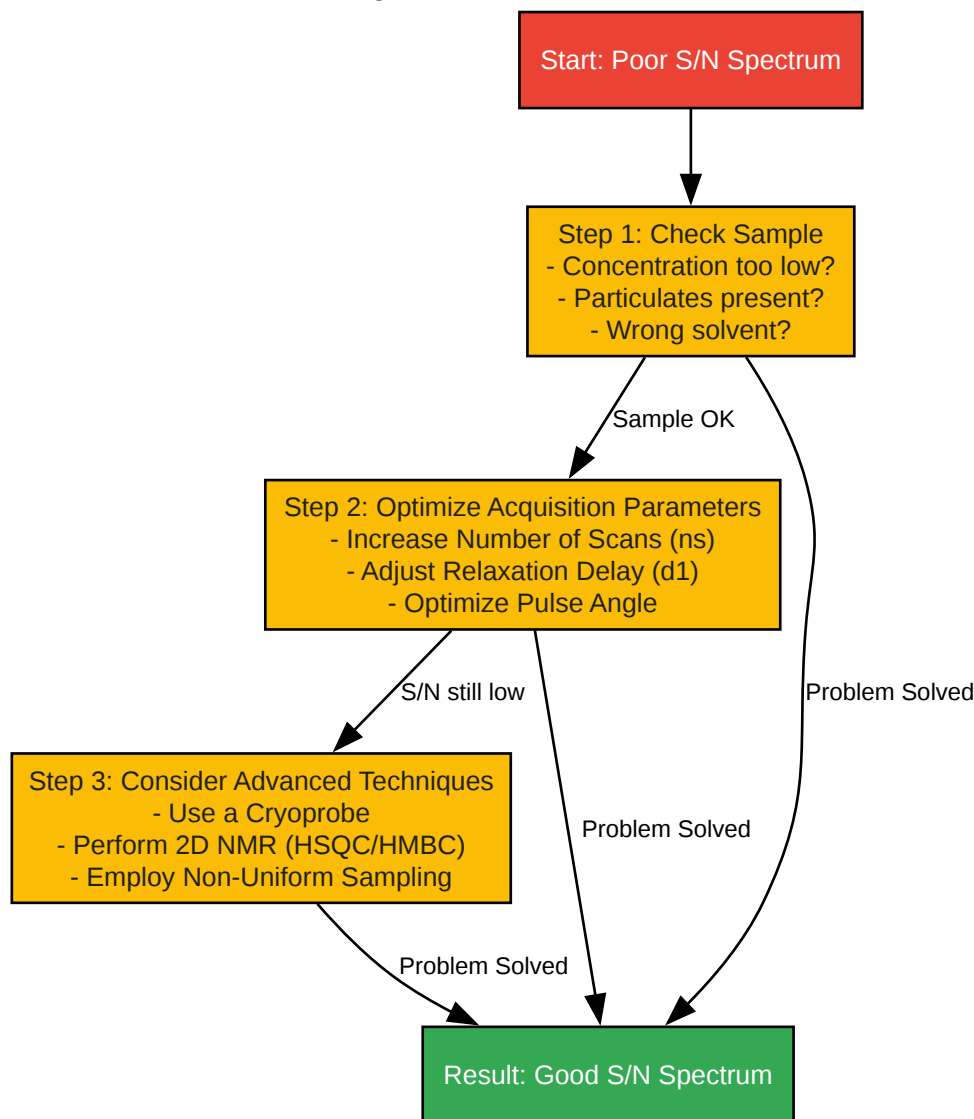 Start: Poor S/N Spectrum
Step 1: Check Sample
- Concentration too low?
- Particulates present?
- Wrong solvent?
Sample OK
Step 2: Optimize Acquisition Parameters
- Increase Number of Scans (ns)
- Adjust Relaxation Delay (d1)
- Optimize Pulse Angle
S/N still low
Problem Solved
Step 3: Consider Advanced Techniques
- Use a Cryoprobe
- Perform 2D NMR (HSQC/HMBC)
- Employ Non-Uniform Sampling
Problem Solved
Problem Solved
Result: Good S/N Spectrum